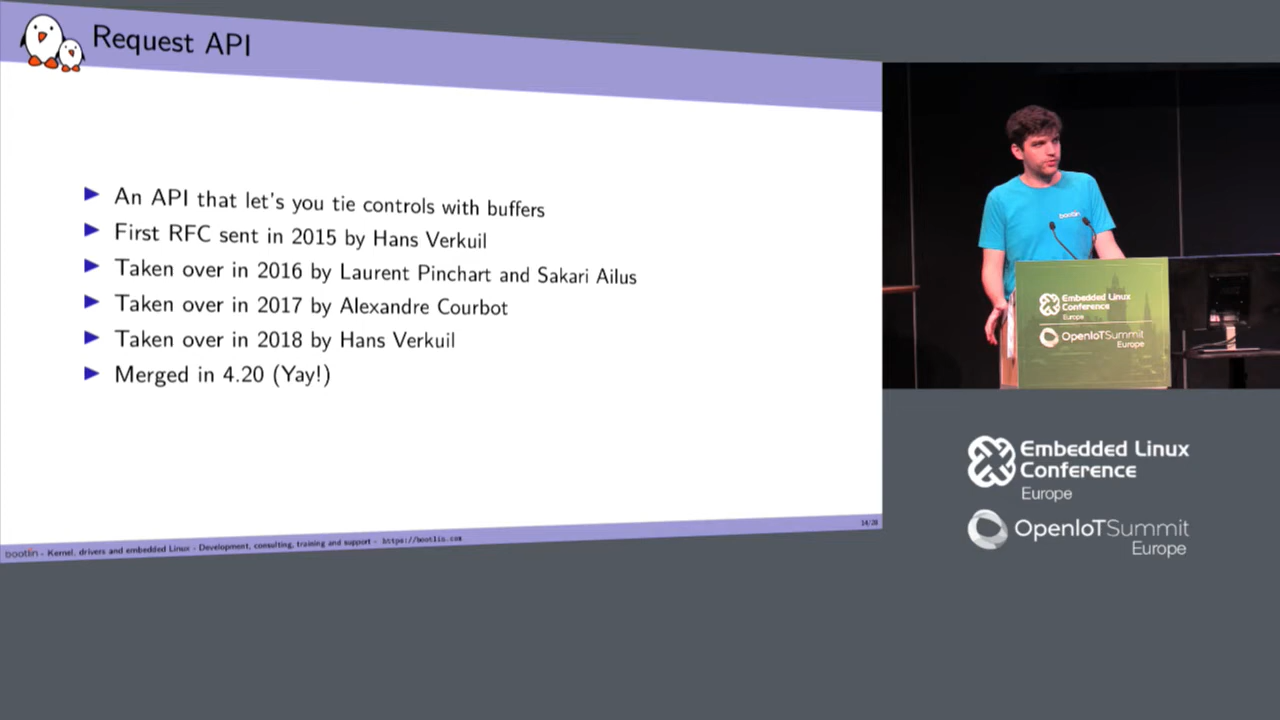 Request API
An API that let's you tie controls with buffers
First RFC sent in 2015 by Hans Verkuil
Taken over in 2016 by Laurent Pinchart and Sakari Ailus
Taken over in 2017 by Alexandre Courbot
Taken over in 2018 by Hans Verkuil
Merged in 4.20 (Yay!)
14/28
bootlin - Kernel, drivers and embedded Linux - Development, consulting, training and support - https://bootlin.com
bootlin
Embedded Linux
Conference
Europe
OpenIoTSummit
Europe
Embedded Linux
Conference
Europe
OpenIoTSummit
Europe